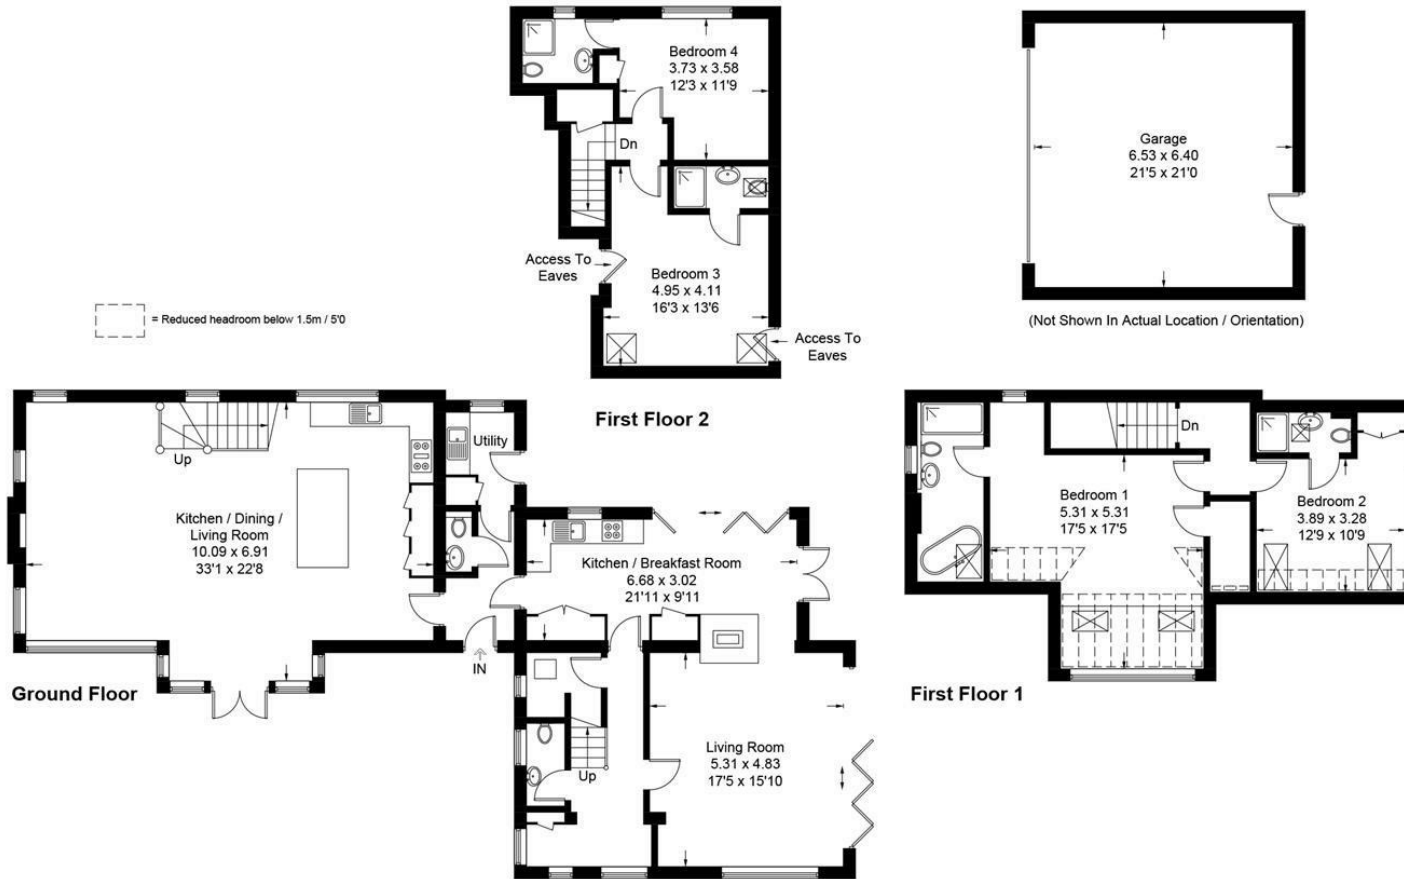 Bedroom 4
3.73 x 3.58
12'3 x 11'9
Dn
Access To
Eaves
Bedroom 3
4.95 x 4.11
16'3 x 13'6
Access To
Eaves
First Floor 2
Garage
6.53 x 6.40
21'5 x 21'0
(Not Shown In Actual Location / Orientation)
= Reduced headroom below 1.5m / 5'0
Up
Kitchen / Dining /
Living Room
10.09 x 6.91
33'1 x 22'8
Utility
Kitchen / Breakfast Room
6.68 x 3.02
21'11 x 9'11
IN
Ground Floor
Up
Living Room
5.31 x 4.83
17'5 x 15'10
Dn
Bedroom 1
5.31 x 5.31
17'5 x 17'5
Bedroom 2
3.89 x 3.28
12'9 x 10'9
First Floor 1